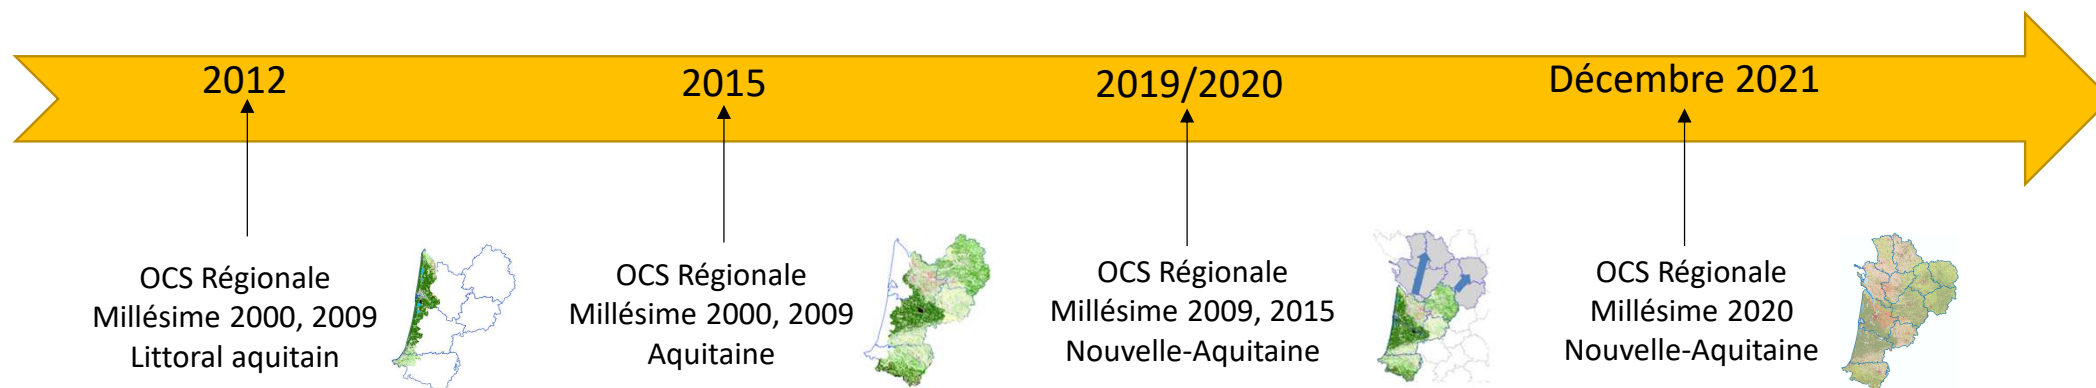 2012
2015
2019/2020
Décembre 2021
OCS Régionale
Millésime 2000, 2009
Littoral aquitain
OCS Régionale
Millésime 2000, 2009
Aquitaine
OCS Régionale
Millésime 2009, 2015
Nouvelle-Aquitaine
OCS Régionale
Millésime 2020
Nouvelle-Aquitaine